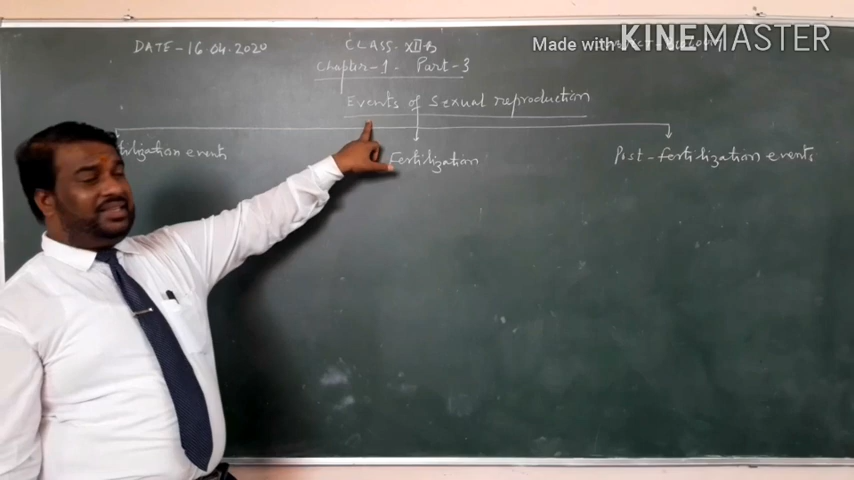 DATE - 16.04.2020
CLASS. XII B
Made with KINEMASTER
Chapter-1. Part-3
Events of Sexual reproduction
Fertilization
Post-fertilization events
events